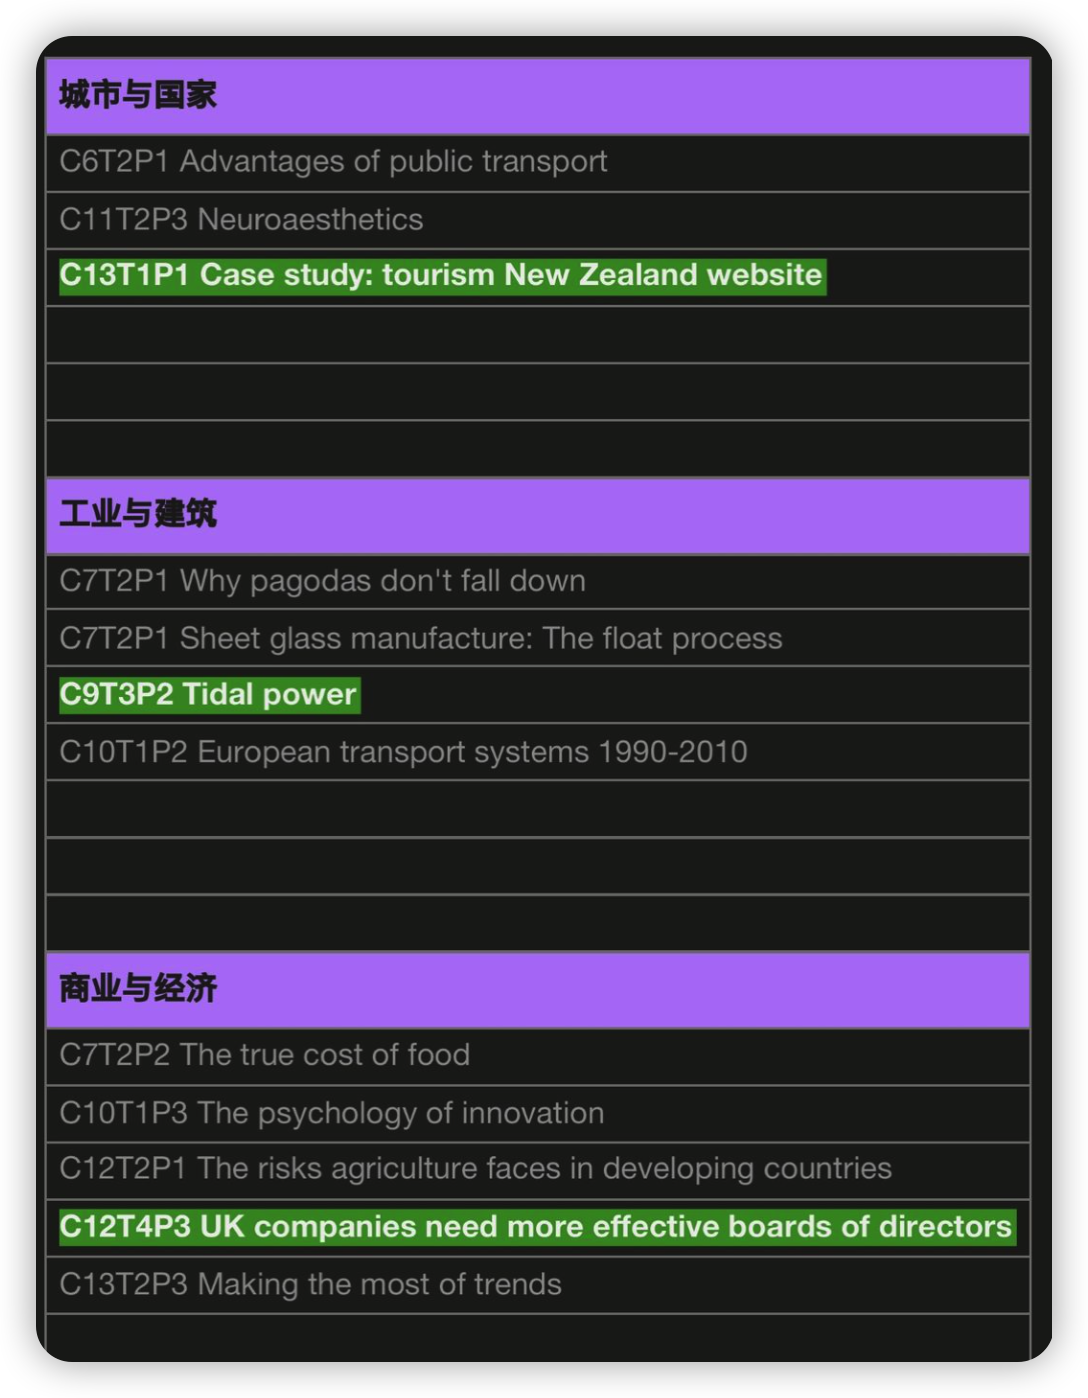 城市与国家
C6T2P1 Advantages of public transport
C11T2P3 Neuroaesthetics
C13T1P1 Case study: tourism New Zealand website
工业与建筑
C7T2P1 Why pagodas don't fall down
C7T2P1 Sheet glass manufacture: The float process
C9T3P2 Tidal power
C10T1P2 European transport systems 1990-2010
商业与经济
C7T2P2 The true cost of food
C10T1P3 The psychology of innovation
C12T2P1 The risks agriculture faces in developing countries
C12T4P3 UK companies need more effective boards of directors
C13T2P3 Making the most of trends